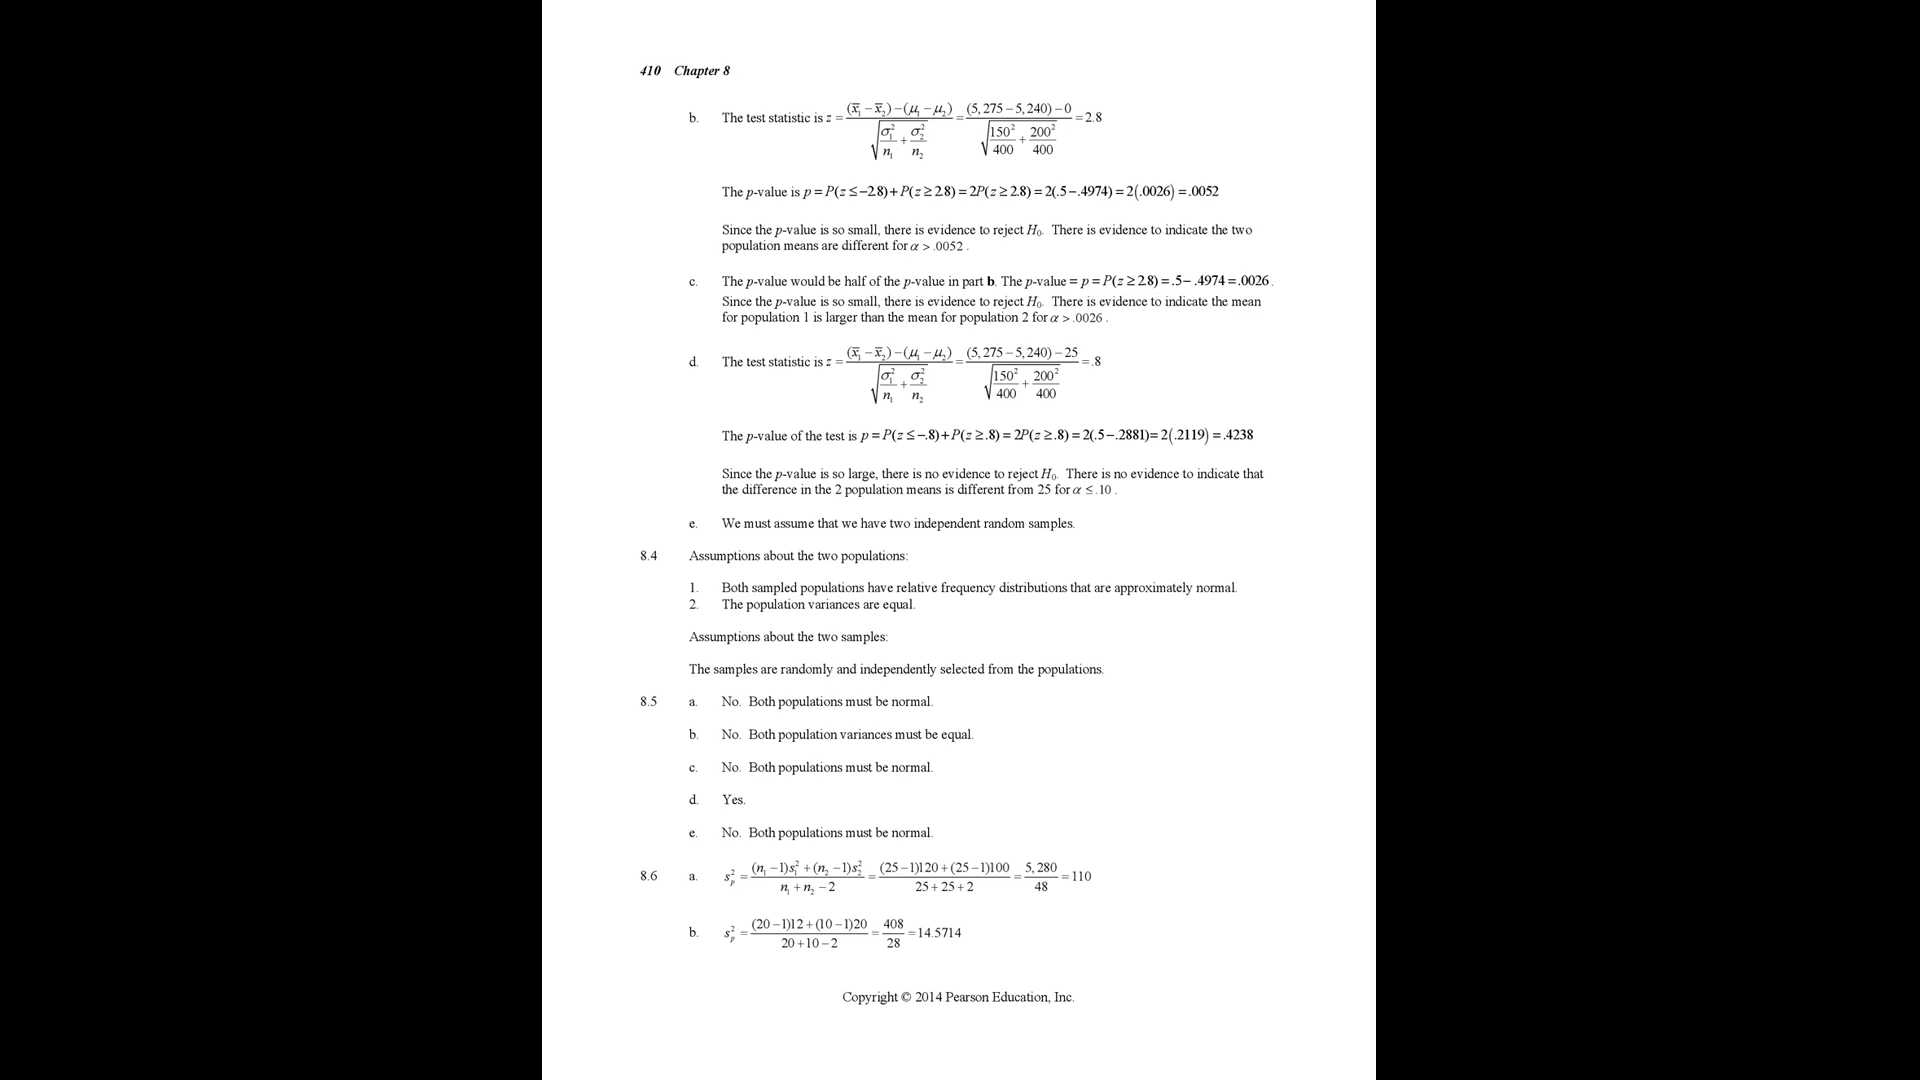 410 Chapter 8
b. The test statistic is z = ((x̄₁ − x̄₂) − (μ₁ − μ₂)) / √(σ₁²/n₁ + σ₂²/n₂) = ((5,275 − 5,240) − 0) / √(150²/400 + 200²/400) = 2.8
The p-value is p = P(z ≤ −2.8) + P(z ≥ 2.8) = 2P(z ≥ 2.8) = 2(.5 − .4974) = 2(.0026) = .0052
Since the p-value is so small, there is evidence to reject H₀. There is evidence to indicate the two
population means are different for α > .0052 .
c. The p-value would be half of the p-value in part b. The p-value = p = P(z ≥ 2.8) = .5 − .4974 = .0026 .
Since the p-value is so small, there is evidence to reject H₀. There is evidence to indicate the mean
for population 1 is larger than the mean for population 2 for α > .0026 .
d. The test statistic is z = ((x̄₁ − x̄₂) − (μ₁ − μ₂)) / √(σ₁²/n₁ + σ₂²/n₂) = ((5,275 − 5,240) − 25) / √(150²/400 + 200²/400) = .8
The p-value of the test is p = P(z ≤ −.8) + P(z ≥ .8) = 2P(z ≥ .8) = 2(.5 − .2881) = 2(.2119) = .4238
Since the p-value is so large, there is no evidence to reject H₀. There is no evidence to indicate that
the difference in the 2 population means is different from 25 for α ≤ .10 .
e. We must assume that we have two independent random samples.
8.4 Assumptions about the two populations:
1. Both sampled populations have relative frequency distributions that are approximately normal.
2. The population variances are equal.
Assumptions about the two samples:
The samples are randomly and independently selected from the populations.
8.5 a. No. Both populations must be normal.
b. No. Both population variances must be equal.
c. No. Both populations must be normal.
d. Yes.
e. No. Both populations must be normal.
8.6 a. sₚ² = ((n₁ − 1)s₁² + (n₂ − 1)s₂²) / (n₁ + n₂ − 2) = ((25 − 1)120 + (25 − 1)100) / (25 + 25 + 2) = 5,280/48 = 110
b. sₚ² = ((20 − 1)12 + (10 − 1)20) / (20 + 10 − 2) = 408/28 = 14.5714
Copyright © 2014 Pearson Education, Inc.